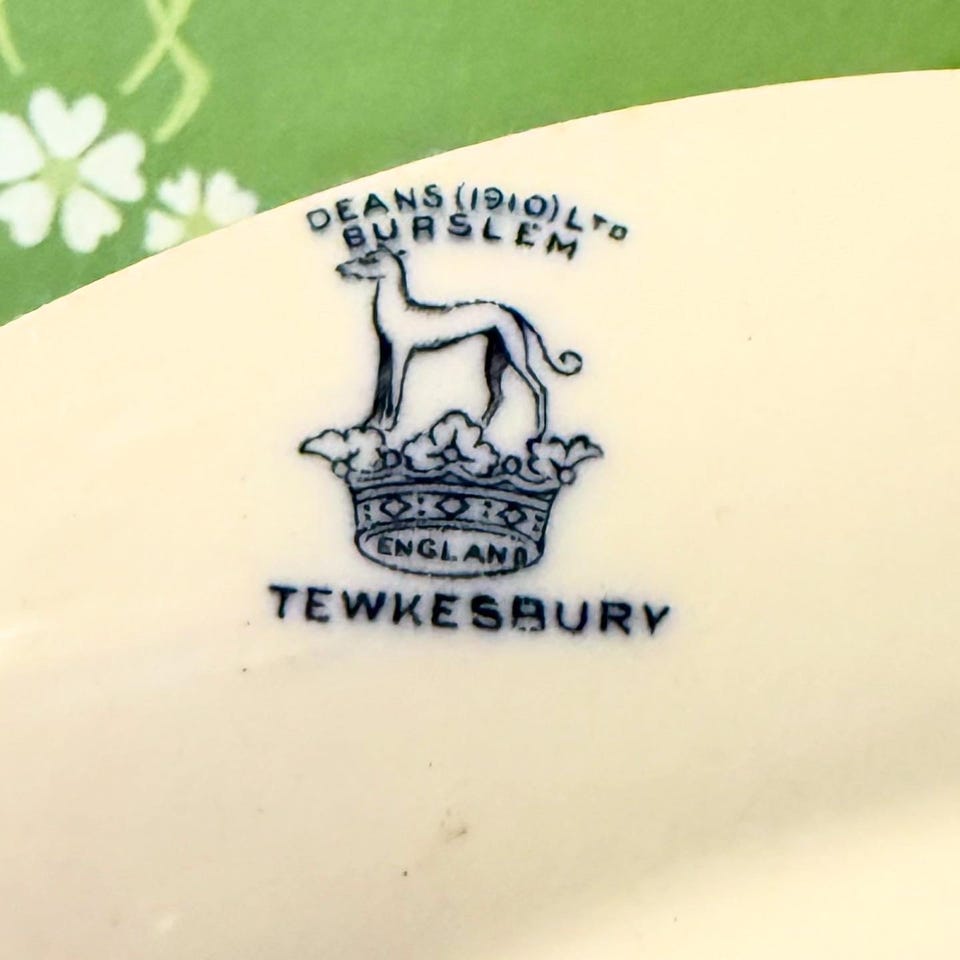 DEANS (1910) LTD
BURSLEM
ENGLAND
TEWKESBURY